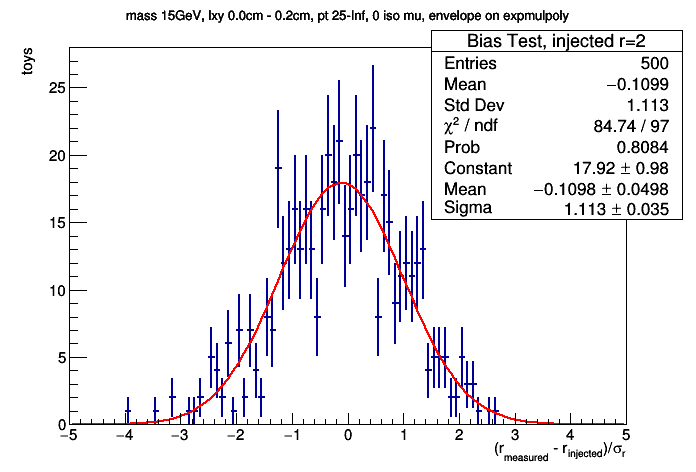 mass 15GeV, lxy 0.0cm - 0.2cm, pt 25-Inf, 0 iso mu, envelope on expmulpoly
Bias Test, injected r=2
Entries 500
Mean −0.1099
Std Dev 1.113
χ² / ndf 84.74 / 97
Prob 0.8084
Constant 17.92 ± 0.98
Mean −0.1098 ± 0.0498
Sigma 1.113 ± 0.035
toys
25
20
15
10
5
0
−5 −4 −3 −2 −1 0 1 2 3 4 5
(r_measured - r_injected)/σ_r